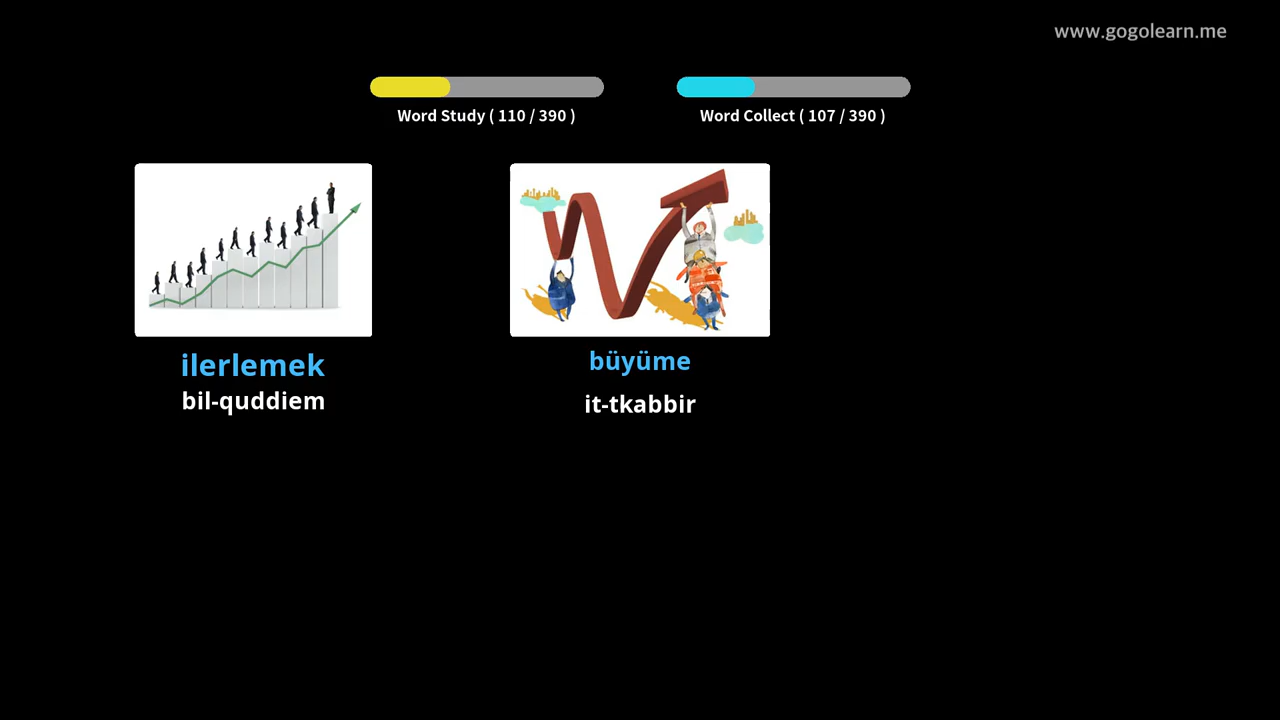 www.gogolearn.me
Word Study ( 110 / 390 )
Word Collect ( 107 / 390 )
ilerlemek
bil-quddiem
büyüme
it-tkabbir